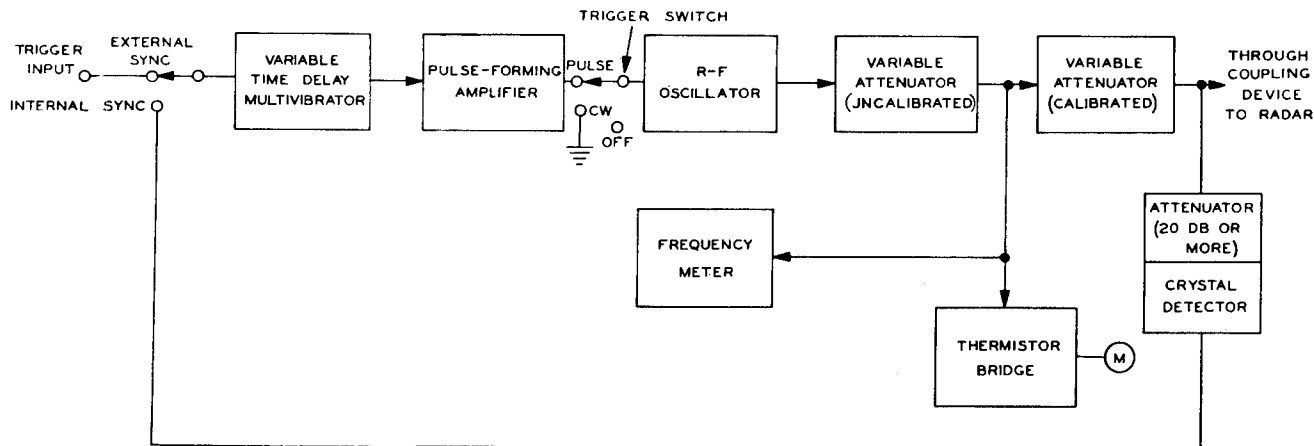 TRIGGER SWITCH
TRIGGER
INPUT
EXTERNAL
SYNC
INTERNAL SYNC
VARIABLE
TIME DELAY
MULTIVIBRATOR
PULSE-FORMING
AMPLIFIER
PULSE
CW
OFF
R-F
OSCILLATOR
VARIABLE
ATTENUATOR
(JNCALIBRATED)
VARIABLE
ATTENUATOR
(CALIBRATED)
THROUGH
COUPLING
DEVICE
TO RADAR
FREQUENCY
METER
THERMISTOR
BRIDGE
M
ATTENUATOR
(20 DB OR
MORE)
CRYSTAL
DETECTOR